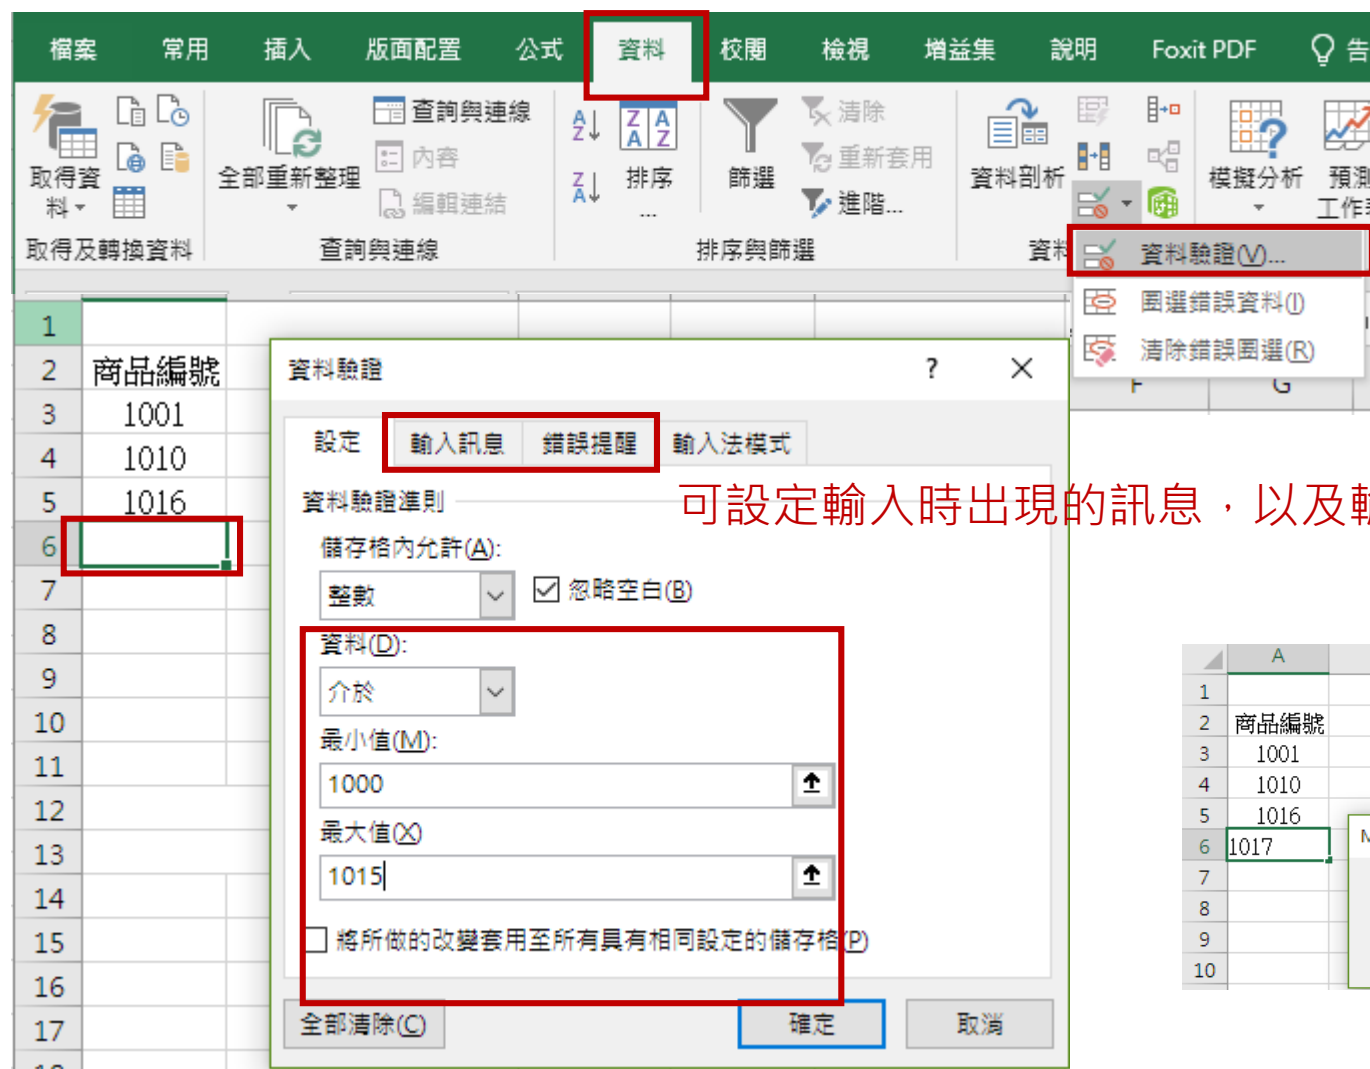 檔案 常用 插入 版面配置 公式 資料 校閱 檢視 增益集 說明 Foxit PDF 告
取得資料
全部重新整理
查詢與連線
內容
編輯連結
排序
...
篩選
清除
重新套用
進階...
資料剖析
模擬分析
預測
工作
取得及轉換資料 查詢與連線 排序與篩選 資料
資料驗證(V)...
圈選錯誤資料(I)
清除錯誤圈選(R)
F G
1
2 商品編號
3 1001
4 1010
5 1016
6
7
8
9
10
11
12
13
14
15
16
17
資料驗證 ? ×
設定 輸入訊息 錯誤提醒 輸入法模式
資料驗證準則
儲存格內允許(A):
整數 忽略空白(B)
資料(D):
介於
最小值(M):
1000
最大值(X)
1015
將所做的改變套用至所有具有相同設定的儲存格(P)
全部清除(C) 確定 取消
可設定輸入時出現的訊息，以及
A
1
2 商品編號
3 1001
4 1010
5 1016
6 1017
7
8
9
10